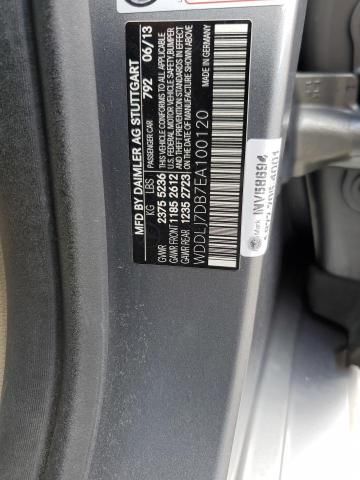 MFD BY DAIMLER AG STUTTGART
PASSENGER CAR 792 06/13
THIS VEHICLE CONFORMS TO ALL APPLICABLE
U.S. FEDERAL MOTOR VEHICLE SAFETY,BUMPER,
AND THEFT PREVENTION STANDARDS IN EFFECT
ON THE DATE OF MANUFACTURE SHOWN ABOVE
MADE IN GERMANY
KG LBS
GVWR 2375 5236
GAWR FRONT 1185 2612
GAWR REAR 1235 2723
WDDLJ7DB7EA100120
Mark
INV58694